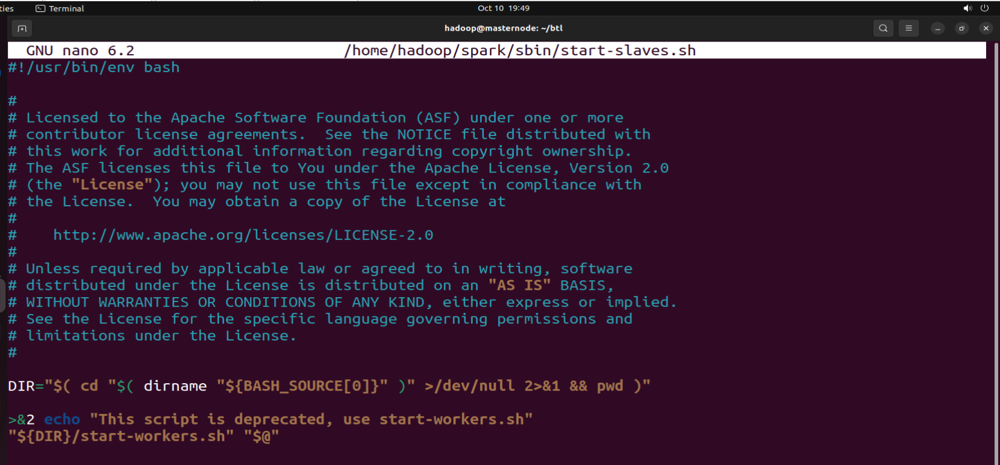 ties Terminal Oct 10 19:49
hadoop@masternode: ~/btl
GNU nano 6.2 /home/hadoop/spark/sbin/start-slaves.sh
#!/usr/bin/env bash
#
# Licensed to the Apache Software Foundation (ASF) under one or more
# contributor license agreements.  See the NOTICE file distributed with
# this work for additional information regarding copyright ownership.
# The ASF licenses this file to You under the Apache License, Version 2.0
# (the "License"); you may not use this file except in compliance with
# the License.  You may obtain a copy of the License at
#
#    http://www.apache.org/licenses/LICENSE-2.0
#
# Unless required by applicable law or agreed to in writing, software
# distributed under the License is distributed on an "AS IS" BASIS,
# WITHOUT WARRANTIES OR CONDITIONS OF ANY KIND, either express or implied.
# See the License for the specific language governing permissions and
# limitations under the License.
#
DIR="$( cd "$( dirname "${BASH_SOURCE[0]}" )" >/dev/null 2>&1 && pwd )"
>&2 echo "This script is deprecated, use start-workers.sh"
"${DIR}/start-workers.sh" "$@"